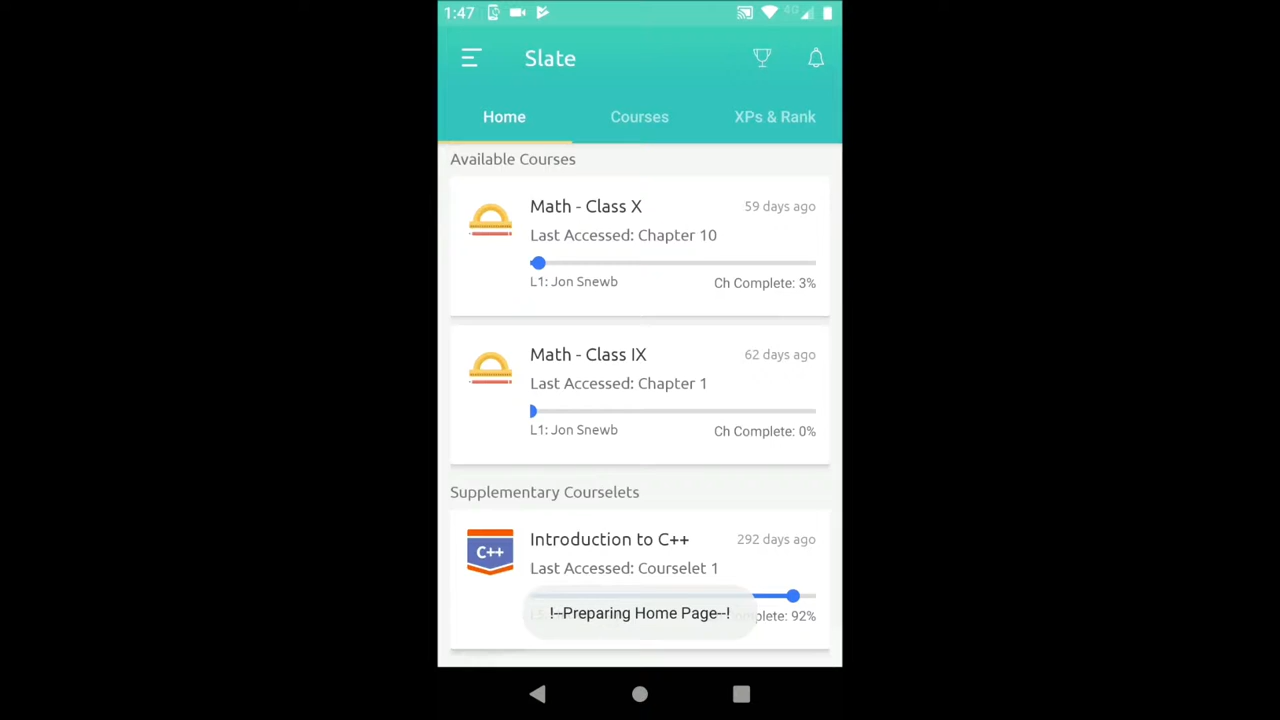 1:47
4G
Slate
Home Courses XPs & Rank
Available Courses
Math - Class X 59 days ago
Last Accessed: Chapter 10
L1: Jon Snewb Ch Complete: 3%
Math - Class IX 62 days ago
Last Accessed: Chapter 1
L1: Jon Snewb Ch Complete: 0%
Supplementary Courselets
C++
Introduction to C++ 292 days ago
Last Accessed: Courselet 1
!--Preparing Home Page--!
mplete: 92%